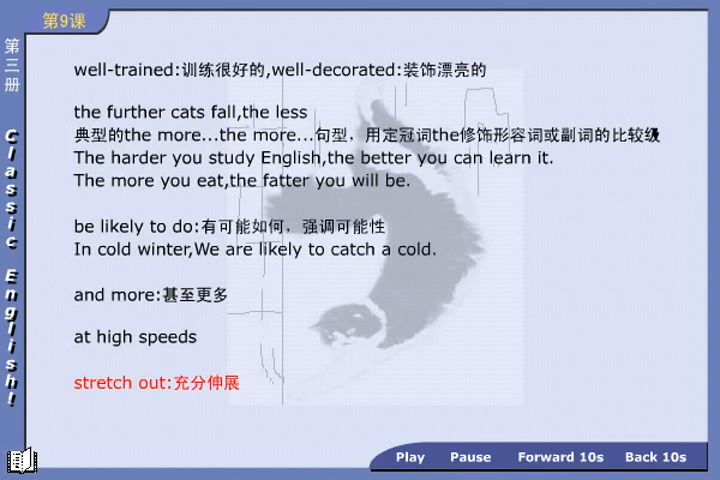 第9课
第三册
Classic English!
well-trained:训练很好的,well-decorated:装饰漂亮的
the further cats fall,the less
典型的the more...the more...句型，用定冠词the修饰形容词或副词的比较级
The harder you study English,the better you can learn it.
The more you eat,the fatter you will be.
be likely to do:有可能如何，强调可能性
In cold winter,We are likely to catch a cold.
and more:甚至更多
at high speeds
stretch out:充分伸展
Play Pause Forward 10s Back 10s